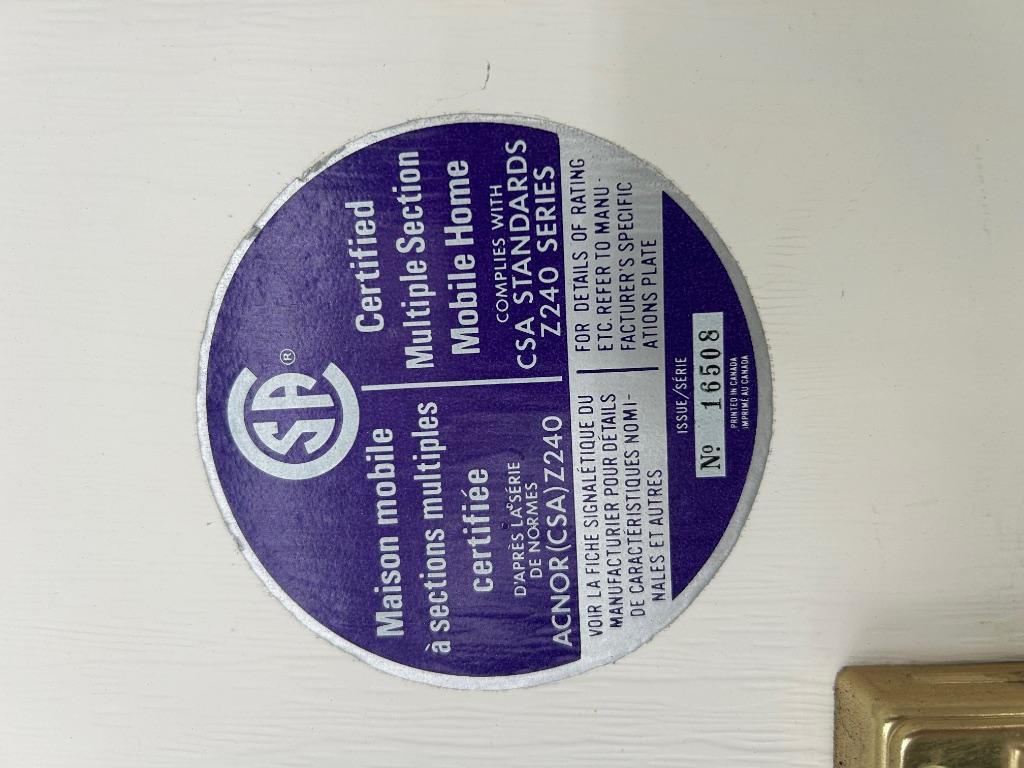 CSA ®
Maison mobile
à sections multiples
certifiée
D'APRÈS LA SÉRIE
DE NORMES
ACNOR (CSA) Z240
Certified
Multiple Section
Mobile Home
COMPLIES WITH
CSA STANDARDS
Z240 SERIES
VOIR LA FICHE SIGNALÉTIQUE DU
MANUFACTURIER POUR DÉTAILS
DE CARACTÉRISTIQUES NOMI-
NALES ET AUTRES
FOR DETAILS OF RATING
ETC. REFER TO MANU-
FACTURER'S SPECIFIC
ATIONS PLATE
ISSUE/SÉRIE
Nº 16508
PRINTED IN CANADA
IMPRIMÉ AU CANADA